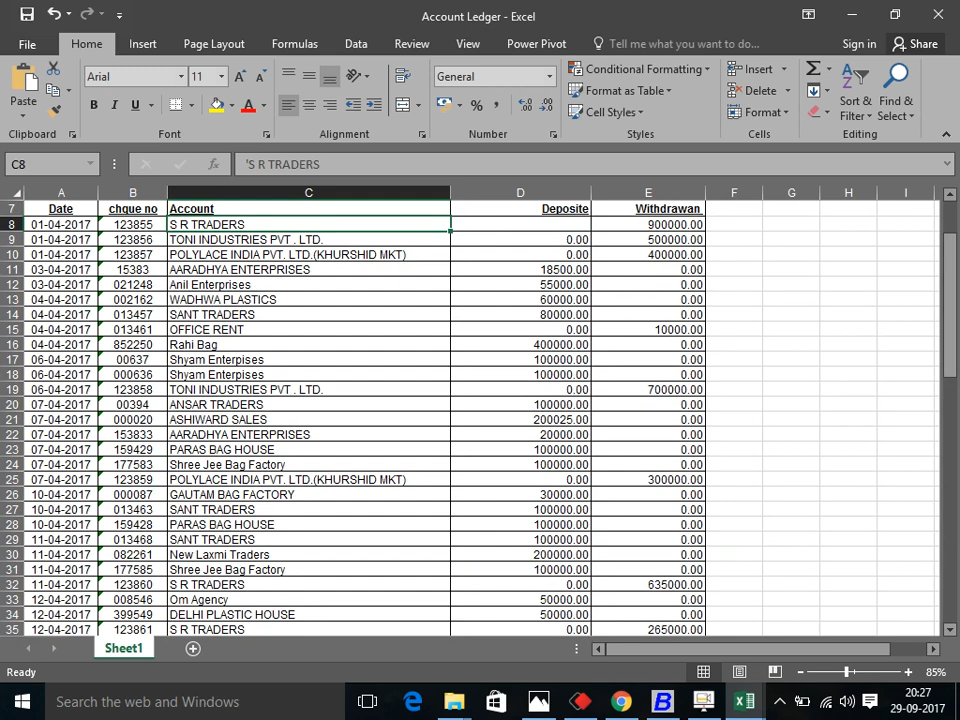 Account Ledger - Excel
Sign in Share
File Home Insert Page Layout Formulas Data Review View Power Pivot Tell me what you want to do...
Paste Arial 11 General Conditional Formatting Format as Table Cell Styles Insert Delete Format Sort & Filter Find & Select
Clipboard Font Alignment Number Styles Cells Editing
C8 fx 'S R TRADERS
A B C D E F G H I
7 Date chque no Account Deposite Withdrawan
8 01-04-2017 123855 S R TRADERS 900000.00
9 01-04-2017 123856 TONI INDUSTRIES PVT . LTD. 0.00 500000.00
10 01-04-2017 123857 POLYLACE INDIA PVT. LTD.(KHURSHID MKT) 0.00 400000.00
11 03-04-2017 15383 AARADHYA ENTERPRISES 18500.00 0.00
12 03-04-2017 021248 Anil Enterprises 55000.00 0.00
13 04-04-2017 002162 WADHWA PLASTICS 60000.00 0.00
14 04-04-2017 013457 SANT TRADERS 80000.00 0.00
15 04-04-2017 013461 OFFICE RENT 0.00 10000.00
16 04-04-2017 852250 Rahi Bag 400000.00 0.00
17 06-04-2017 00637 Shyam Enterpises 100000.00 0.00
18 06-04-2017 000636 Shyam Enterpises 100000.00 0.00
19 06-04-2017 123858 TONI INDUSTRIES PVT . LTD. 0.00 700000.00
20 07-04-2017 00394 ANSAR TRADERS 100000.00 0.00
21 07-04-2017 000020 ASHIWARD SALES 200025.00 0.00
22 07-04-2017 153833 AARADHYA ENTERPRISES 20000.00 0.00
23 07-04-2017 159429 PARAS BAG HOUSE 100000.00 0.00
24 07-04-2017 177583 Shree Jee Bag Factory 100000.00 0.00
25 07-04-2017 123859 POLYLACE INDIA PVT. LTD.(KHURSHID MKT) 0.00 300000.00
26 10-04-2017 000087 GAUTAM BAG FACTORY 30000.00 0.00
27 10-04-2017 013463 SANT TRADERS 100000.00 0.00
28 10-04-2017 159428 PARAS BAG HOUSE 100000.00 0.00
29 11-04-2017 013468 SANT TRADERS 100000.00 0.00
30 11-04-2017 082261 New Laxmi Traders 200000.00 0.00
31 11-04-2017 177585 Shree Jee Bag Factory 100000.00 0.00
32 11-04-2017 123860 S R TRADERS 0.00 635000.00
33 12-04-2017 008546 Om Agency 50000.00 0.00
34 12-04-2017 399549 DELHI PLASTIC HOUSE 50000.00 0.00
35 12-04-2017 123861 S R TRADERS 0.00 265000.00
Sheet1
Ready 85%
Search the web and Windows
20:27
29-09-2017